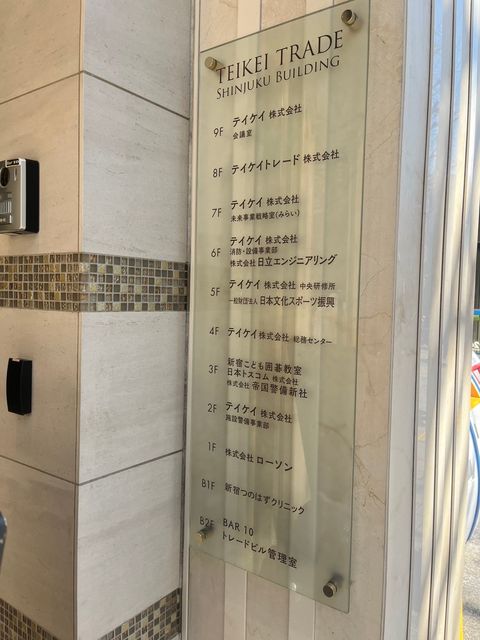 TEIKEI TRADE
SHINJUKU BUILDING
9F テイケイ 株式会社
会議室
8F テイケイトレード 株式会社
7F テイケイ 株式会社
未来事業戦略室(みらい)
6F テイケイ 株式会社
消防・設備事業部
株式会社 日立エンジニアリング
5F テイケイ 株式会社 中央研修所
一般財団法人 日本文化スポーツ振興
4F テイケイ 株式会社 総務センター
3F 新宿こども囲碁教室
日本トスコム 株式会社
株式会社 帝国警備新社
2F テイケイ 株式会社
施設警備事業部
1F 株式会社 ローソン
B1F 新宿つのはずクリニック
B2F BAR 10
トレードビル管理室